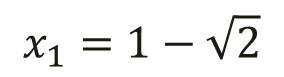 x₁ = 1 − √2